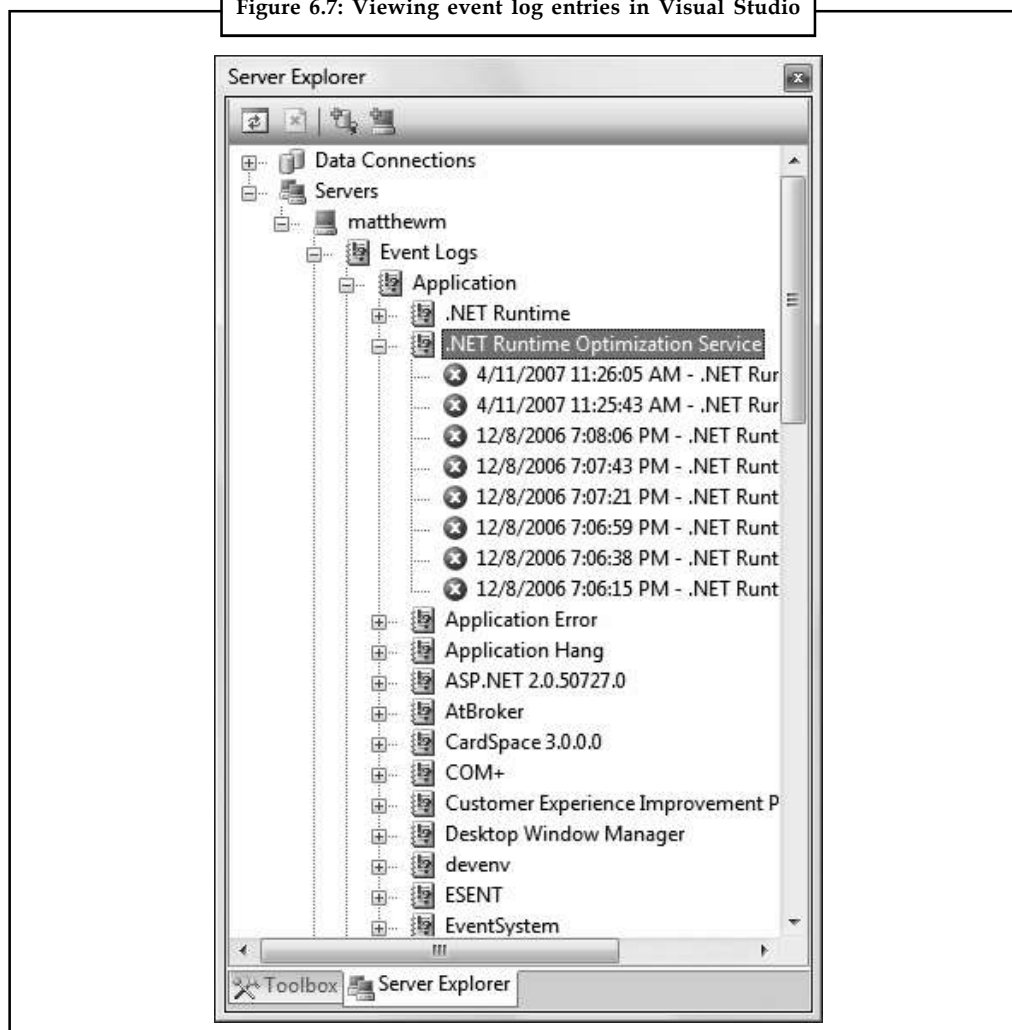 Figure 6.7: Viewing event log entries in Visual Studio
Server Explorer
Data Connections
Servers
matthewm
Event Logs
Application
.NET Runtime
.NET Runtime Optimization Service
4/11/2007 11:26:05 AM - .NET Rur
4/11/2007 11:25:43 AM - .NET Rur
12/8/2006 7:08:06 PM - .NET Runt
12/8/2006 7:07:43 PM - .NET Runt
12/8/2006 7:07:21 PM - .NET Runt
12/8/2006 7:06:59 PM - .NET Runt
12/8/2006 7:06:38 PM - .NET Runt
12/8/2006 7:06:15 PM - .NET Runt
Application Error
Application Hang
ASP.NET 2.0.50727.0
AtBroker
CardSpace 3.0.0.0
COM+
Customer Experience Improvement P
Desktop Window Manager
devenv
ESENT
EventSystem
Toolbox Server Explorer